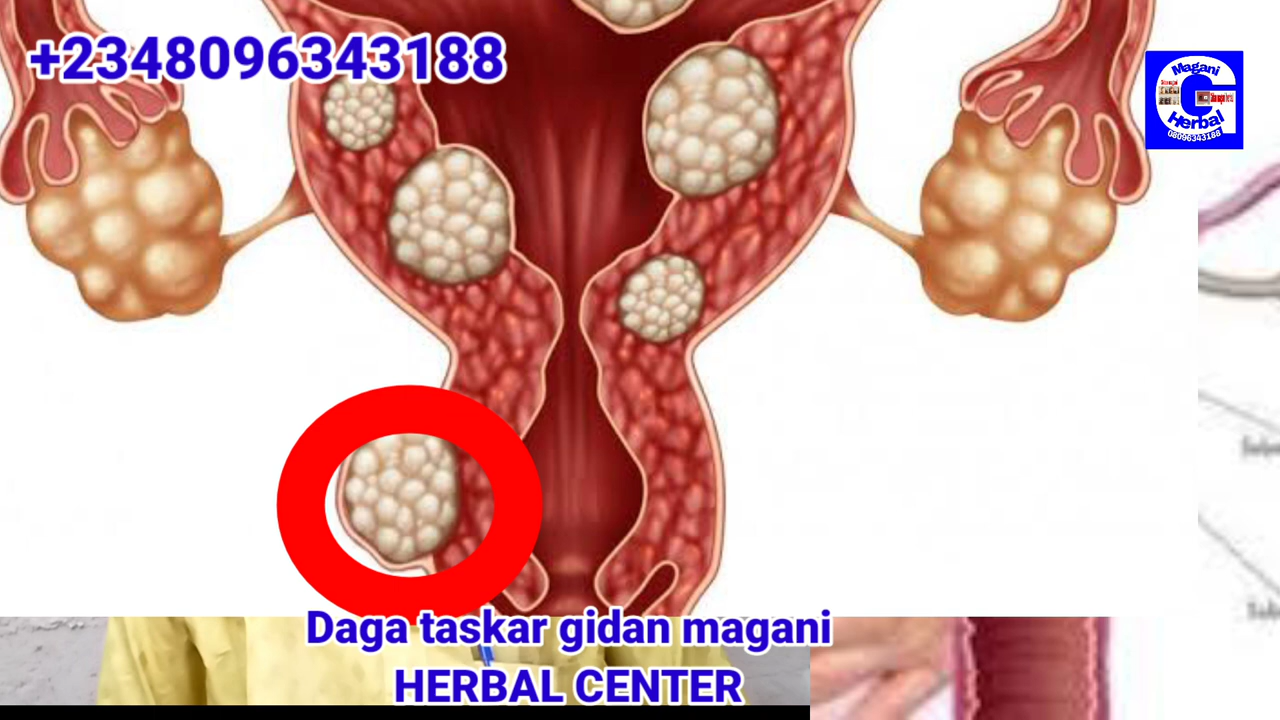 +2348096343188
Magani
Herbal
08096343188
Daga taskar gidan magani
HERBAL CENTER